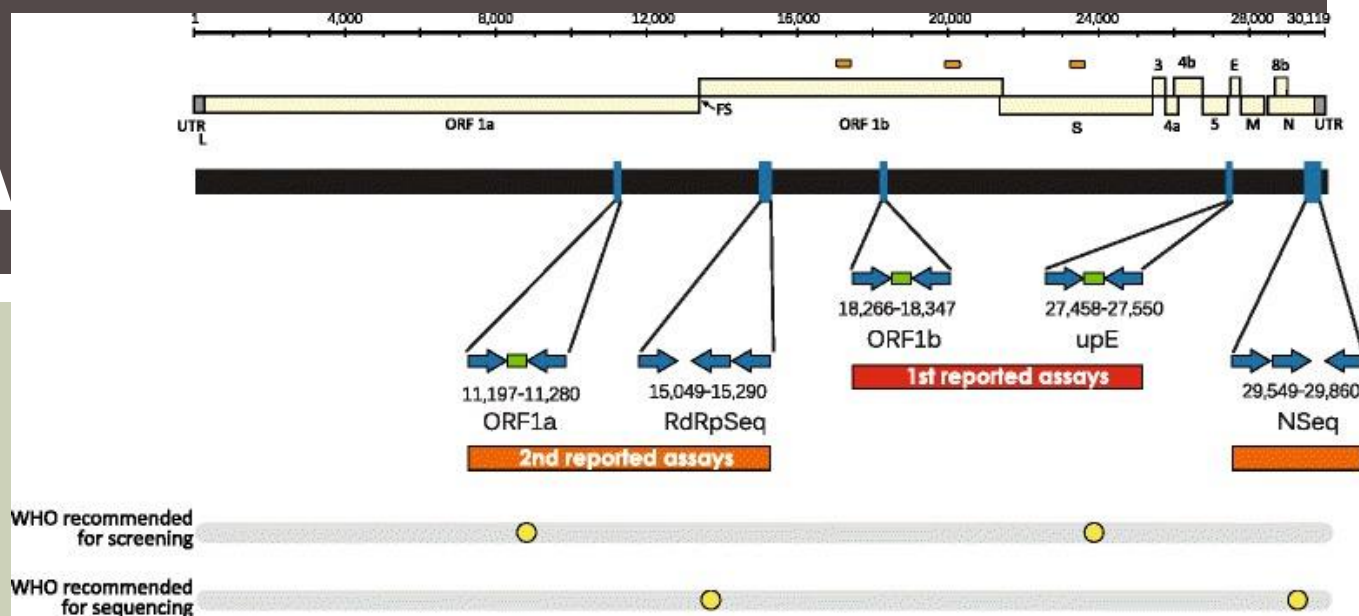 1 4,000 8,000 12,000 16,000 20,000 24,000 28,000 30,119
3 4b E 8b
FS
UTR ORF 1a ORF 1b S 4a 5 M N UTR
L
18,266-18,347 27,458-27,550
ORF1b upE
1st reported assays
11,197-11,280 15,049-15,290 29,549-29,860
ORF1a RdRpSeq NSeq
2nd reported assays
WHO recommended
for screening
WHO recommended
for sequencing